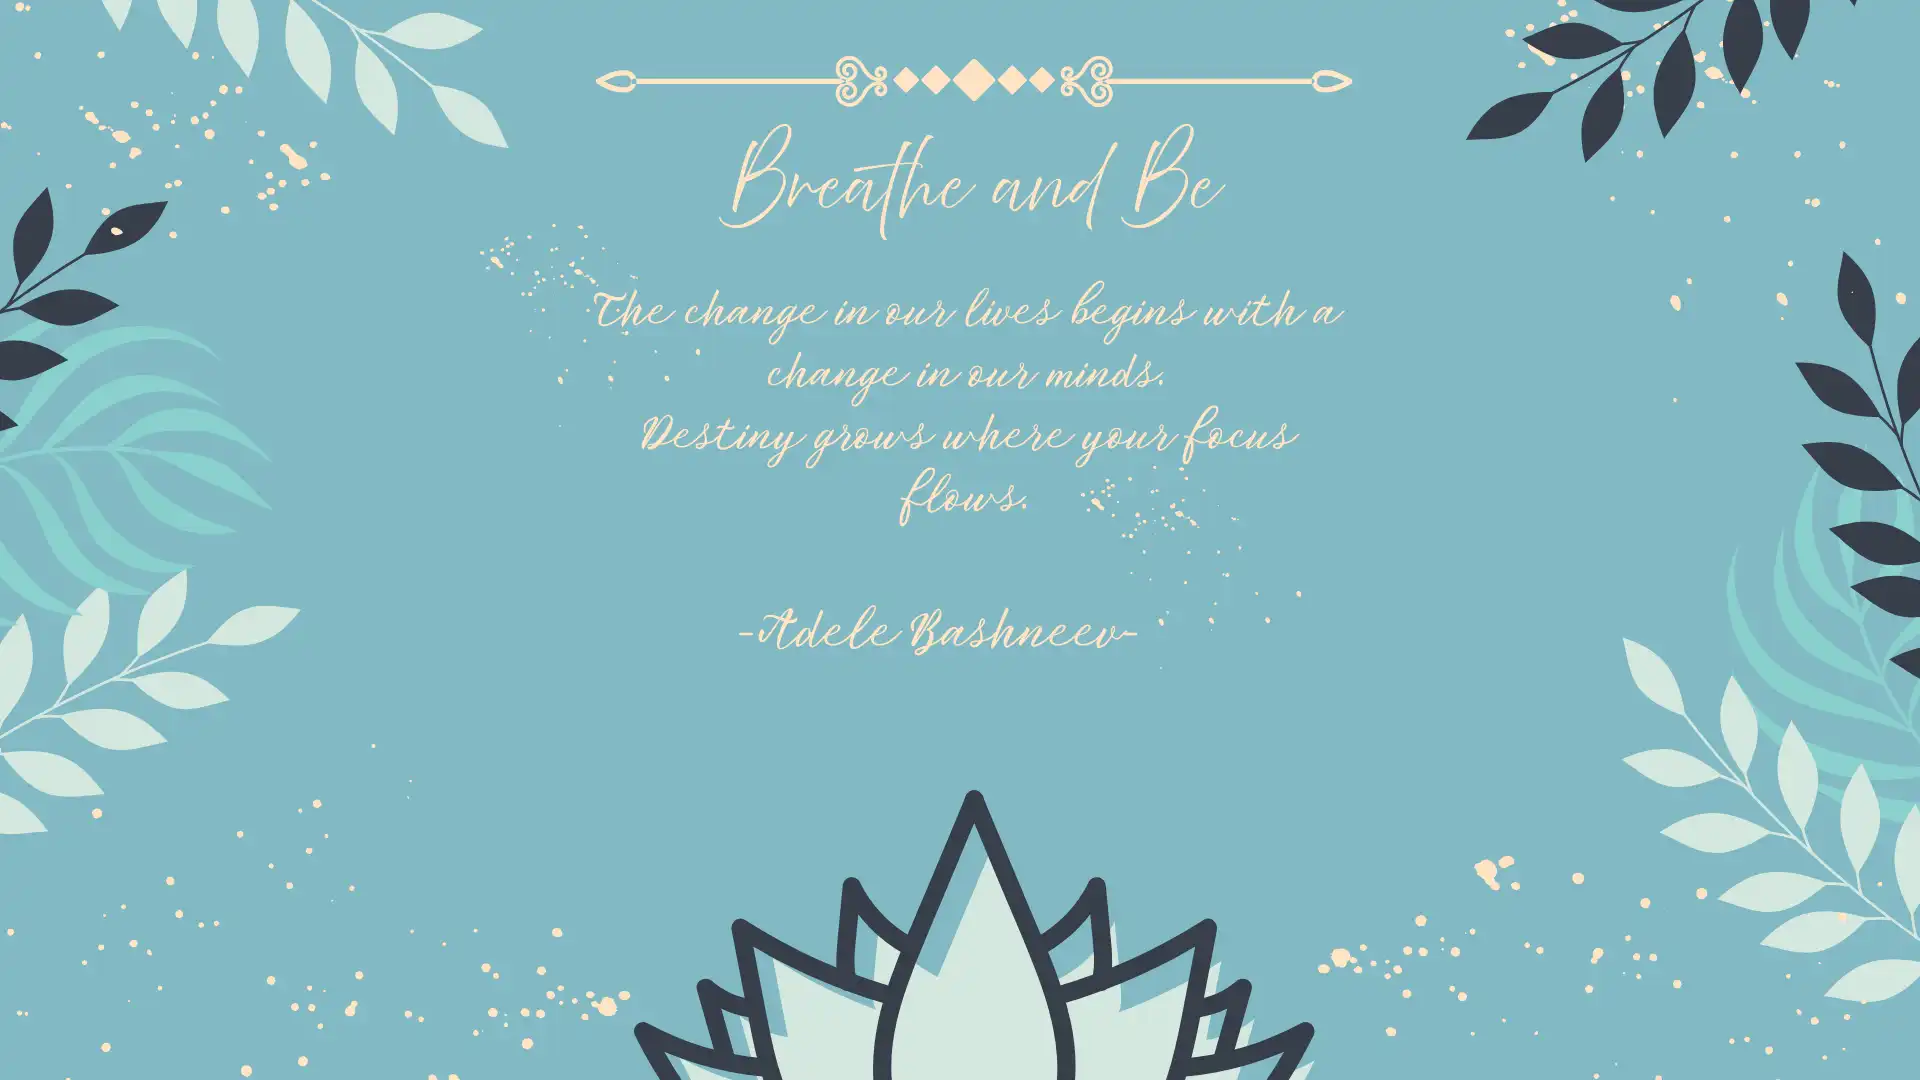 Breathe and Be
The change in our lives begins with a
change in our minds.
Destiny grows where your focus
flows.
-Adele Bashneev-